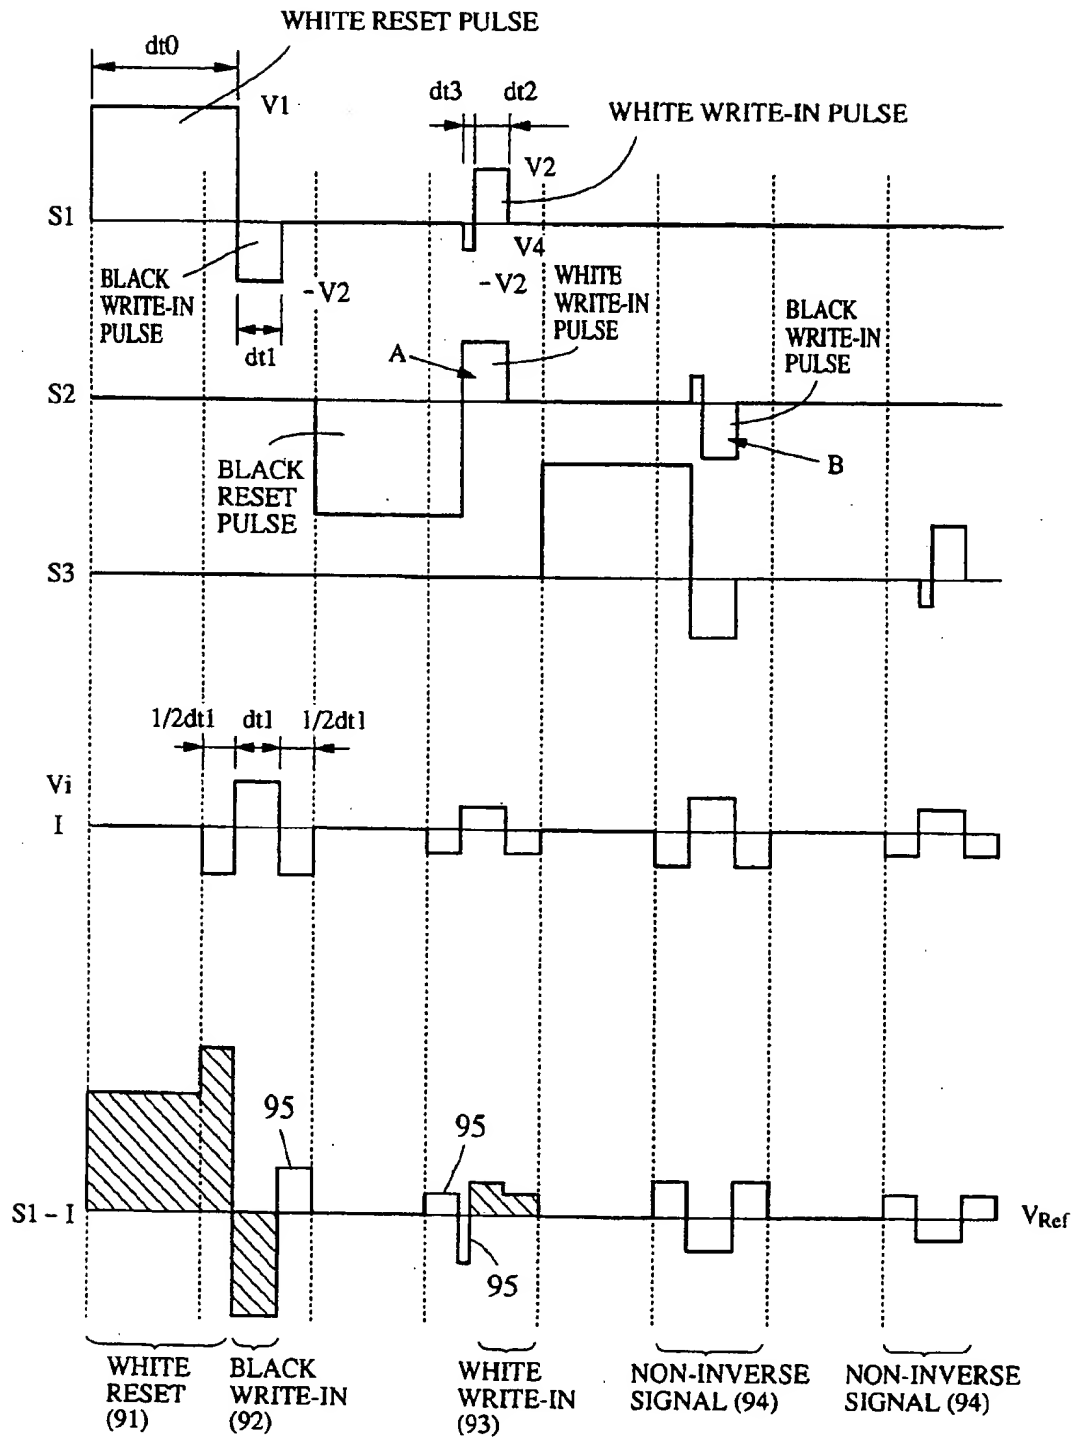 WHITE RESET PULSE
dt0
V1
dt3
dt2
WHITE WRITE-IN PULSE
V2
S1
V4
BLACK
WRITE-IN
PULSE
-V2
-V2
WHITE
WRITE-IN
PULSE
BLACK
WRITE-IN
PULSE
dt1
A
S2
BLACK
RESET
PULSE
B
S3
1/2dt1
dt1
1/2dt1
Vi
I
95
95
S1-I
VRef
95
WHITE
RESET
(91)
BLACK
WRITE-IN
(92)
WHITE
WRITE-IN
(93)
NON-INVERSE
SIGNAL (94)
NON-INVERSE
SIGNAL (94)